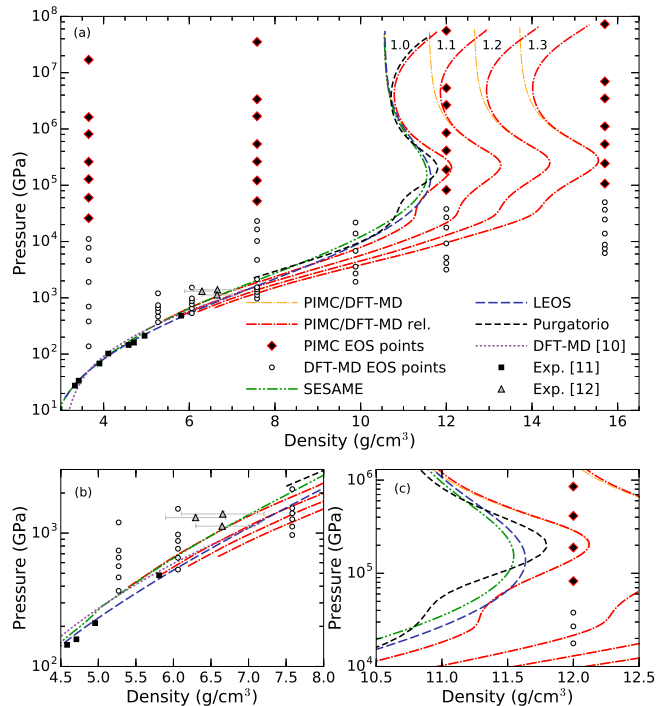 (a)
1.0
1.1
1.2
1.3
10⁸
10⁷
10⁶
10⁵
10⁴
10³
10²
10¹
Pressure (GPa)
4
6
8
10
12
14
16
Density (g/cm³)
PIMC/DFT-MD
PIMC/DFT-MD rel.
PIMC EOS points
DFT-MD EOS points
SESAME
LEOS
Purgatorio
DFT-MD [10]
Exp. [11]
Exp. [12]
(b)
10³
10²
Pressure (GPa)
4.5
5.0
5.5
6.0
6.5
7.0
7.5
8.0
Density (g/cm³)
(c)
10⁶
10⁵
10⁴
Pressure (GPa)
10.5
11.0
11.5
12.0
12.5
Density (g/cm³)